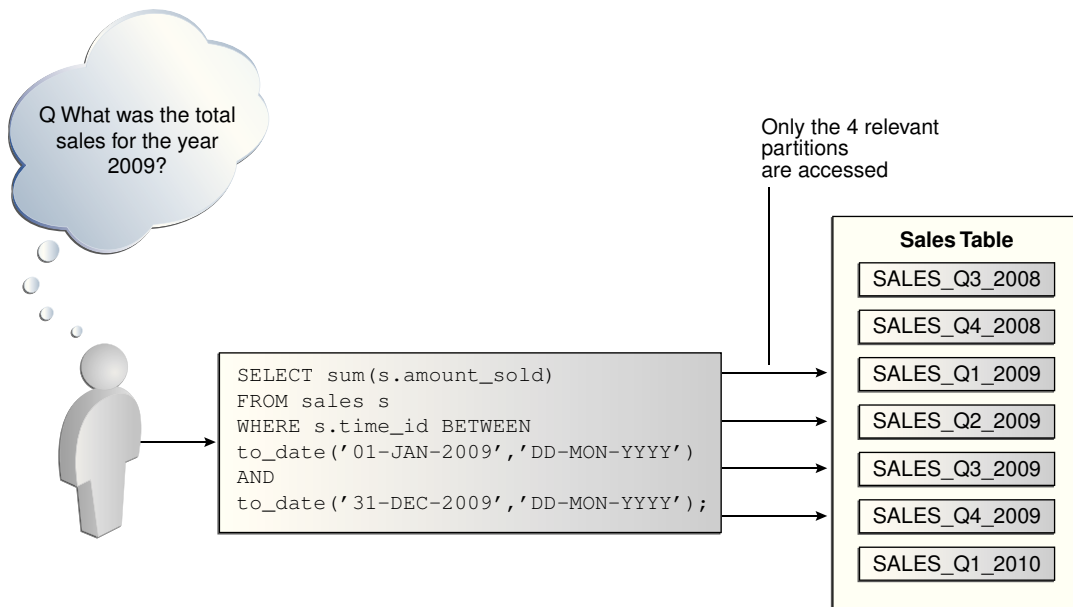 Q What was the total
sales for the year
2009?
Only the 4 relevant
partitions
are accessed
SELECT sum(s.amount_sold)
FROM sales s
WHERE s.time_id BETWEEN
to_date('01-JAN-2009','DD-MON-YYYY')
AND
to_date('31-DEC-2009','DD-MON-YYYY');
Sales Table
SALES_Q3_2008
SALES_Q4_2008
SALES_Q1_2009
SALES_Q2_2009
SALES_Q3_2009
SALES_Q4_2009
SALES_Q1_2010